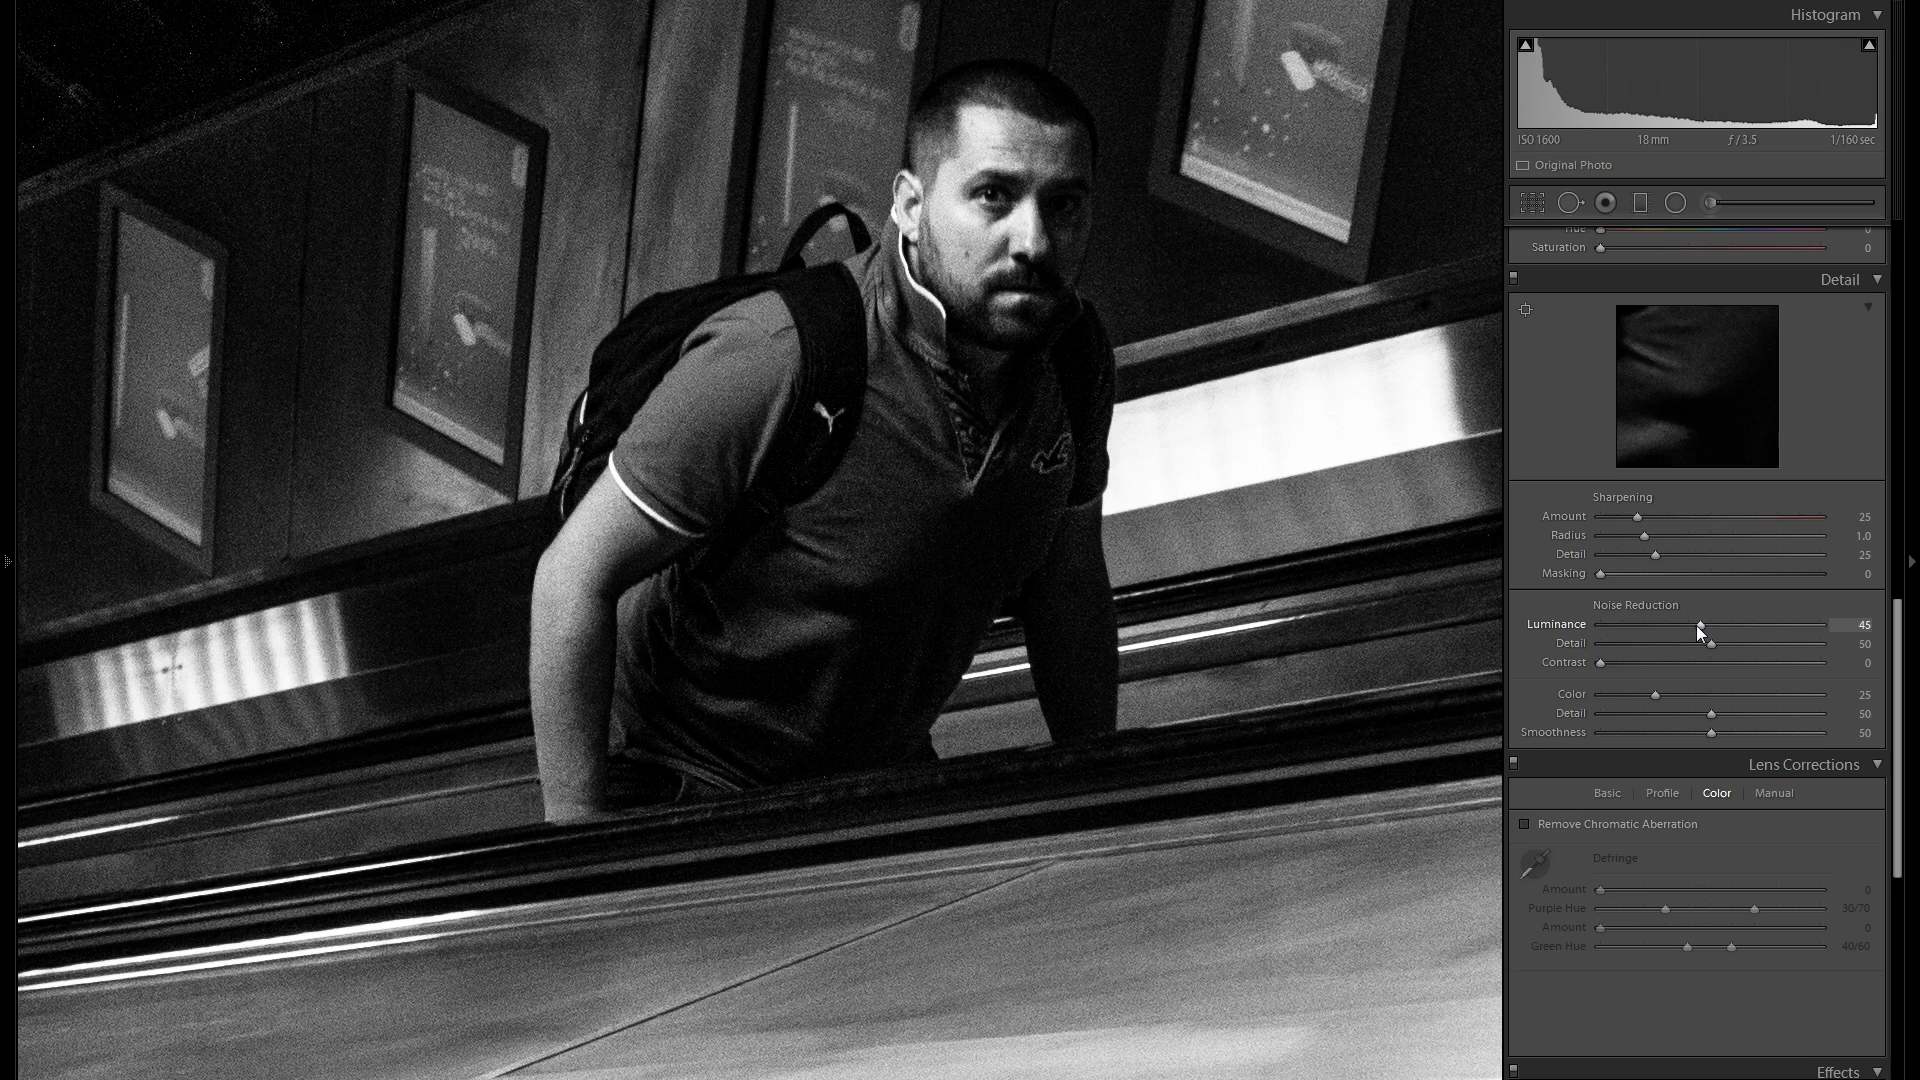 Histogram
ISO 1600 18 mm ƒ / 3.5 1/160 sec
Original Photo
Hue 0
Saturation 0
Detail
Sharpening
Amount 25
Radius 1.0
Detail 25
Masking 0
Noise Reduction
Luminance 45
Detail 50
Contrast 0
Color 25
Detail 50
Smoothness 50
Lens Corrections
Basic Profile Color Manual
Remove Chromatic Aberration
Defringe
Amount 0
Purple Hue 30/70
Amount 0
Green Hue 40/60
Effects